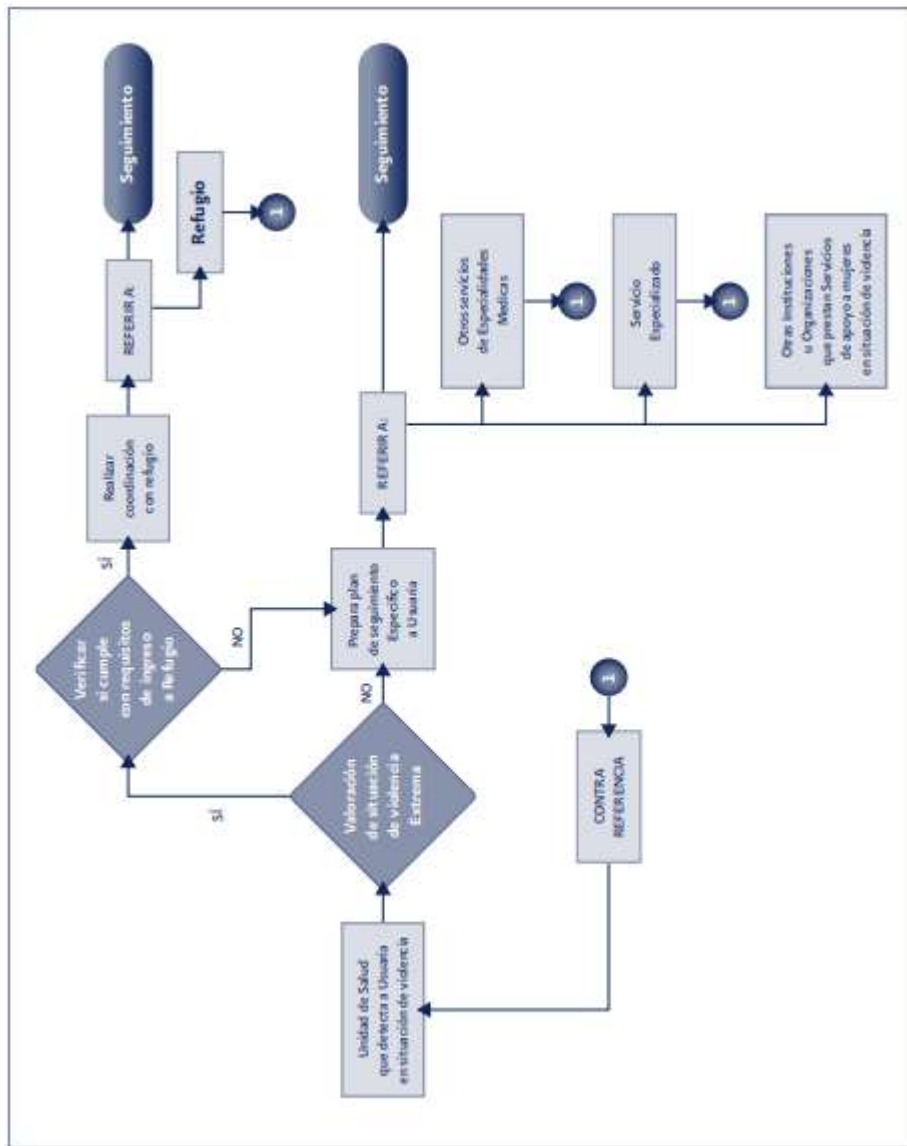 Unidad de Salud
que detecta a Usuaria
en situación de violencia
Valoración
de situación
de violencia
Extrema
SÍ
NO
Verificar
si cumple
con requisitos
de ingreso
a Refugio
SÍ
NO
Realizar
coordinación
con refugio
REFERIR A:
Seguimiento
Refugio
1
Prepara plan
de seguimiento
Especifico
a Usuaria
REFERIR A:
Seguimiento
Otros servicios
de Especialidades
Medicas
1
Servicio
Especializado
1
Otras Instituciones
u Organizaciones
que prestan Servicios
de apoyo a mujeres
en situación de violencia
1
CONTRA
REFERENCIA